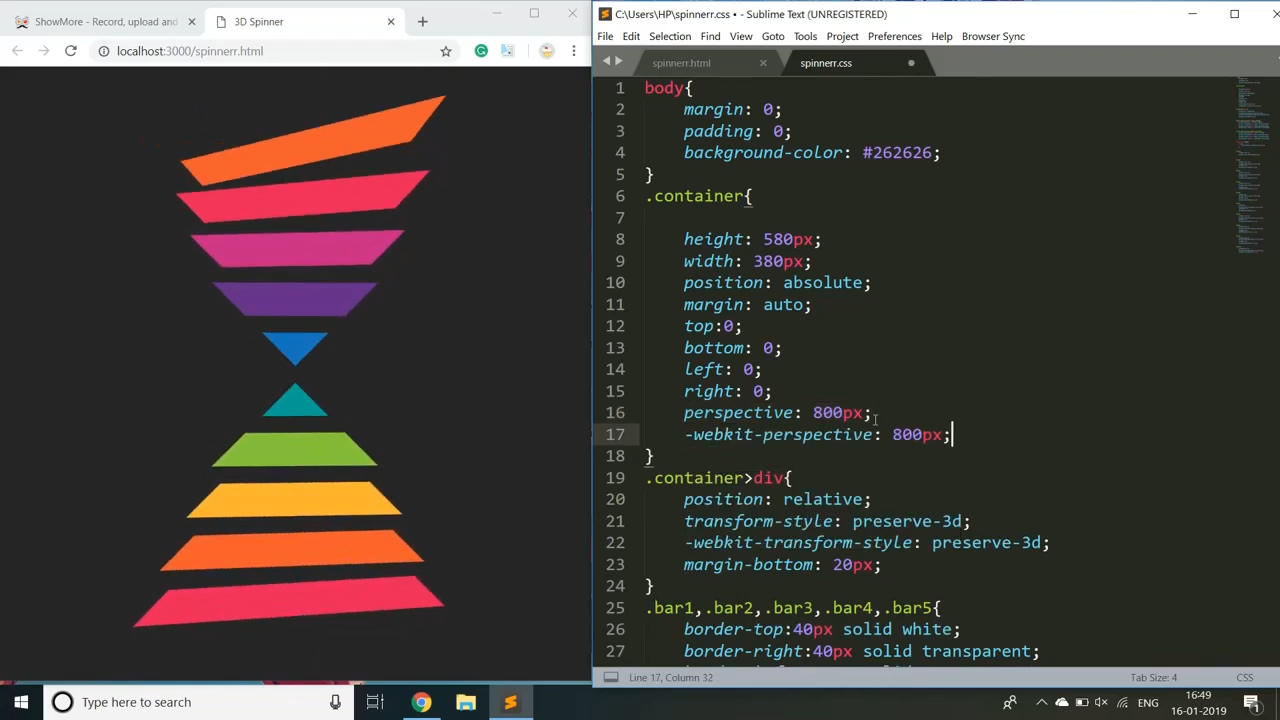 ShowMore - Record, upload and
3D Spinner
localhost:3000/spinnerr.html
C:\Users\HP\spinnerr.css • - Sublime Text (UNREGISTERED)
File Edit Selection Find View Goto Tools Project Preferences Help Browser Sync
spinnerr.html
spinnerr.css
1 body{
2 margin: 0;
3 padding: 0;
4 background-color: #262626;
5 }
6 .container{
7
8 height: 580px;
9 width: 380px;
10 position: absolute;
11 margin: auto;
12 top:0;
13 bottom: 0;
14 left: 0;
15 right: 0;
16 perspective: 800px;
17 -webkit-perspective: 800px;
18 }
19 .container>div{
20 position: relative;
21 transform-style: preserve-3d;
22 -webkit-transform-style: preserve-3d;
23 margin-bottom: 20px;
24 }
25 .bar1,.bar2,.bar3,.bar4,.bar5{
26 border-top:40px solid white;
27 border-right:40px solid transparent;
Line 17, Column 32
Tab Size: 4
CSS
Type here to search
ENG
16:49
16-01-2019
1